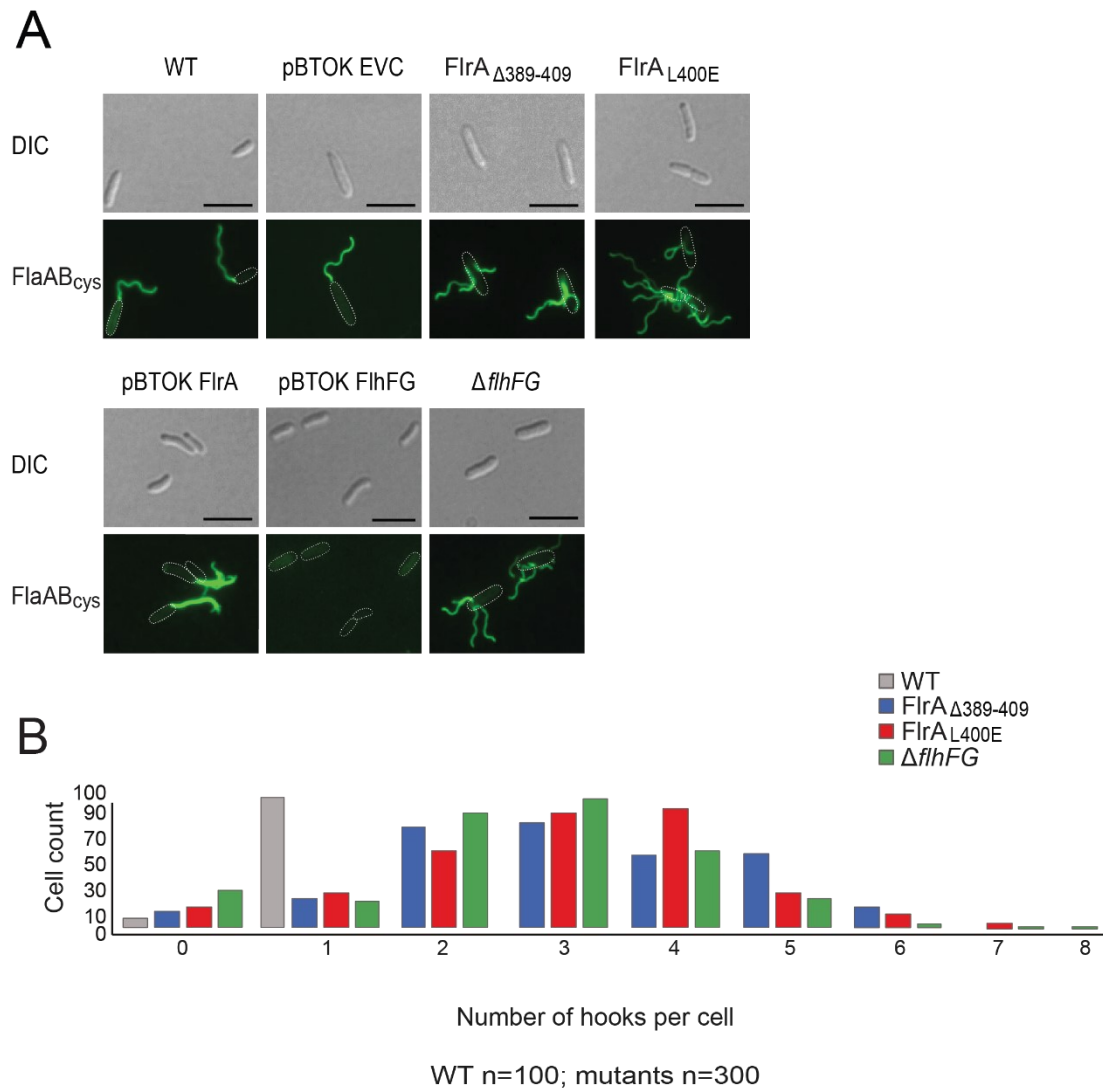 A
WT pBTOK EVC FlrA Δ389-409 FlrA L400E
DIC
FlaABcys
pBTOK FlrA pBTOK FlhFG ΔflhFG
DIC
FlaABcys
WT
FlrA Δ389-409
FlrA L400E
ΔflhFG
B
Cell count
100
90
70
50
30
10
0
0 1 2 3 4 5 6 7 8
Number of hooks per cell
WT n=100; mutants n=300